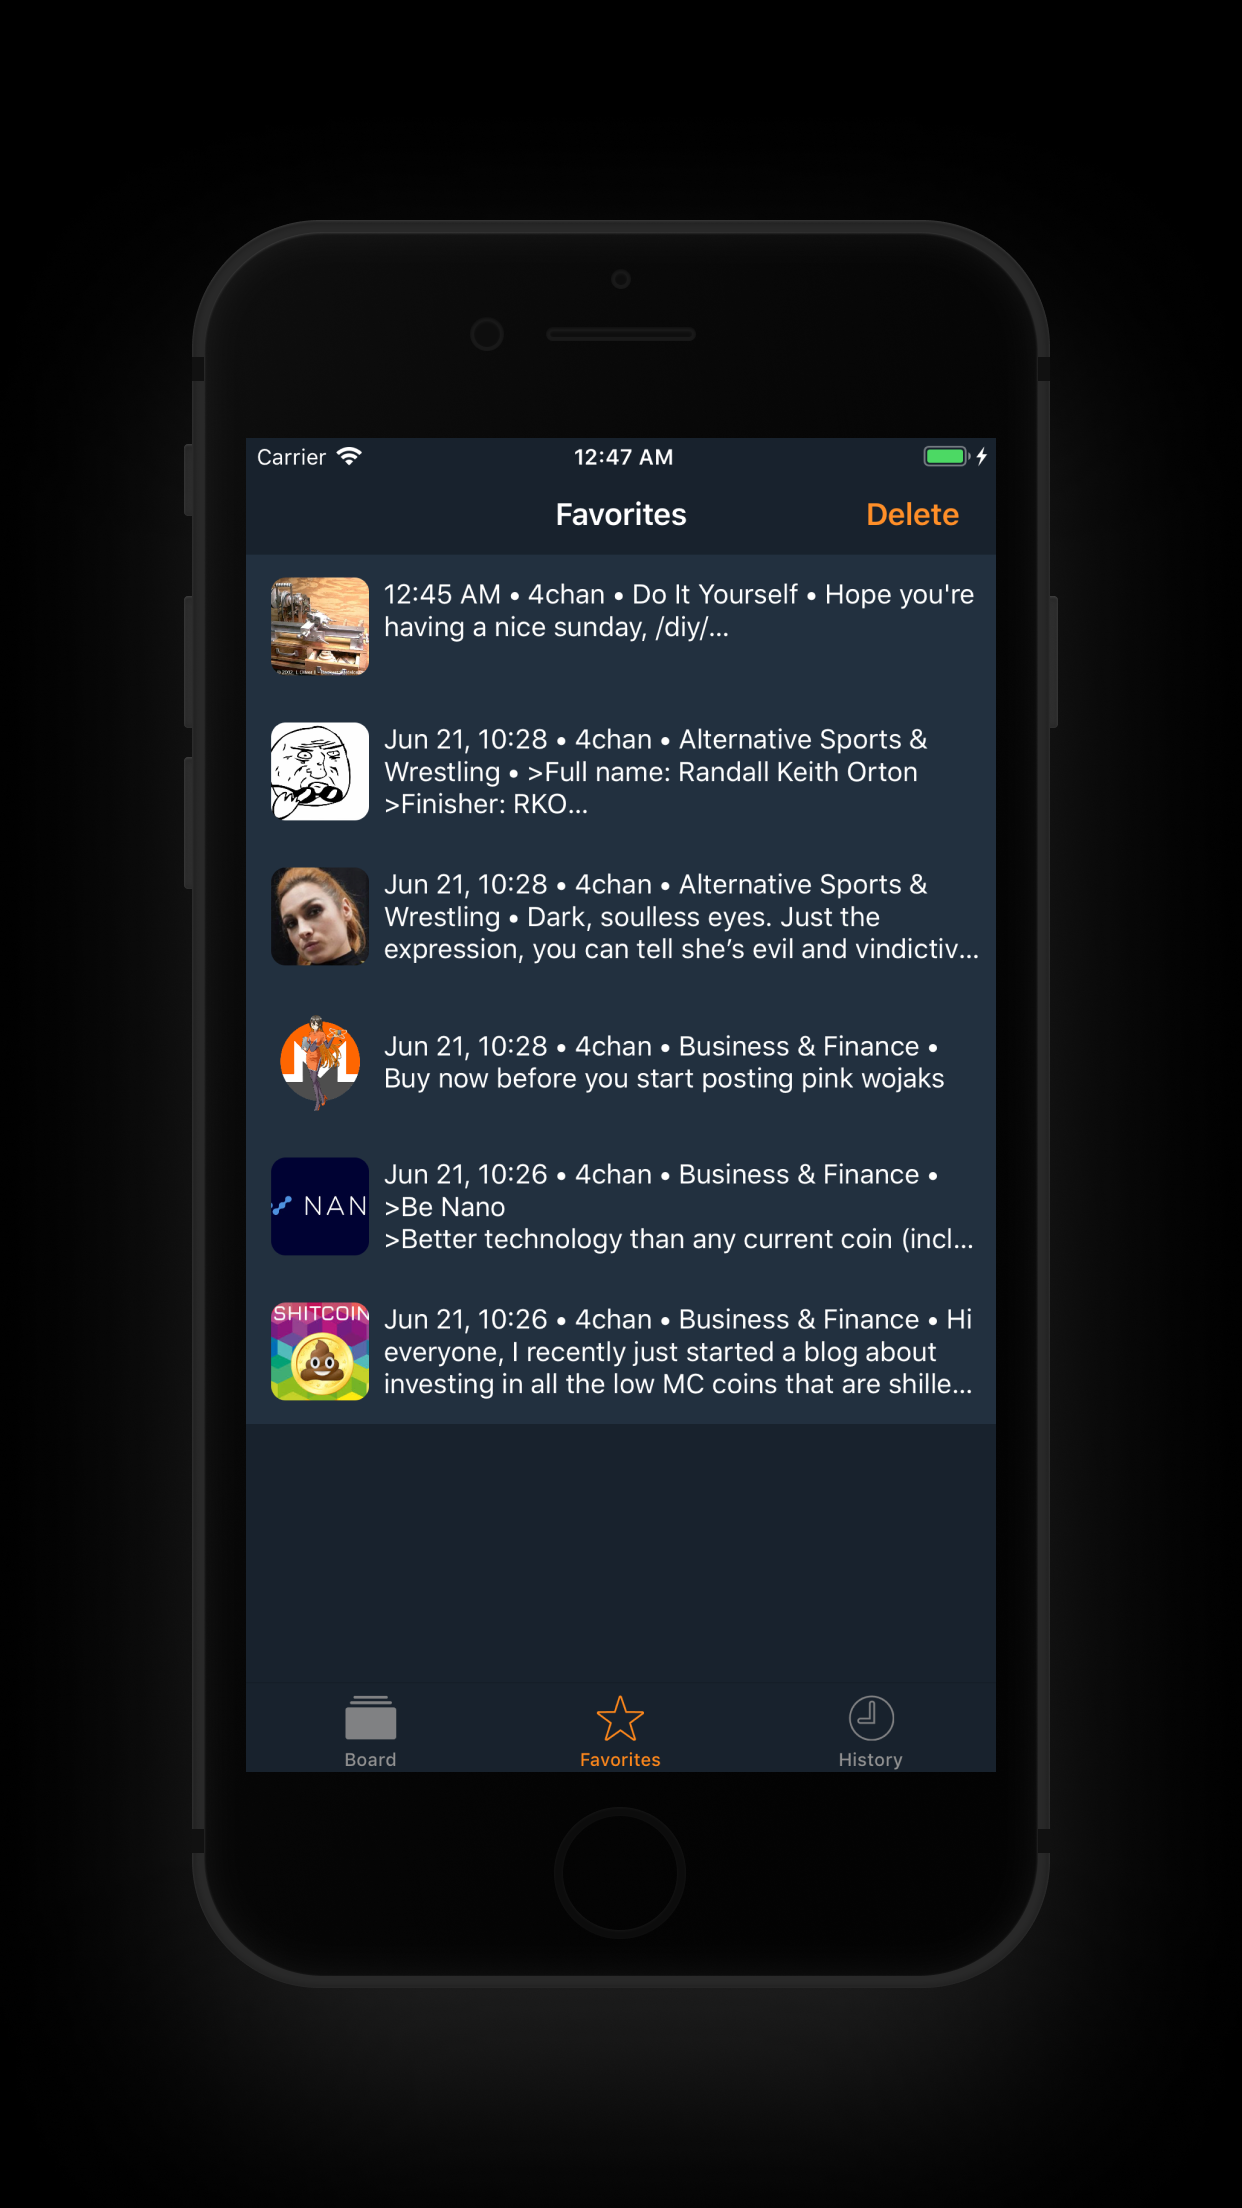 Carrier
12:47 AM
Favorites
Delete
12:45 AM • 4chan • Do It Yourself • Hope you're
having a nice sunday, /diy/...
Jun 21, 10:28 • 4chan • Alternative Sports &
Wrestling • >Full name: Randall Keith Orton
>Finisher: RKO...
Jun 21, 10:28 • 4chan • Alternative Sports &
Wrestling • Dark, soulless eyes. Just the
expression, you can tell she’s evil and vindictiv...
Jun 21, 10:28 • 4chan • Business & Finance •
Buy now before you start posting pink wojaks
NAN
Jun 21, 10:26 • 4chan • Business & Finance •
>Be Nano
>Better technology than any current coin (incl...
SHITCOIN
Jun 21, 10:26 • 4chan • Business & Finance • Hi
everyone, I recently just started a blog about
investing in all the low MC coins that are shille...
Board
Favorites
History